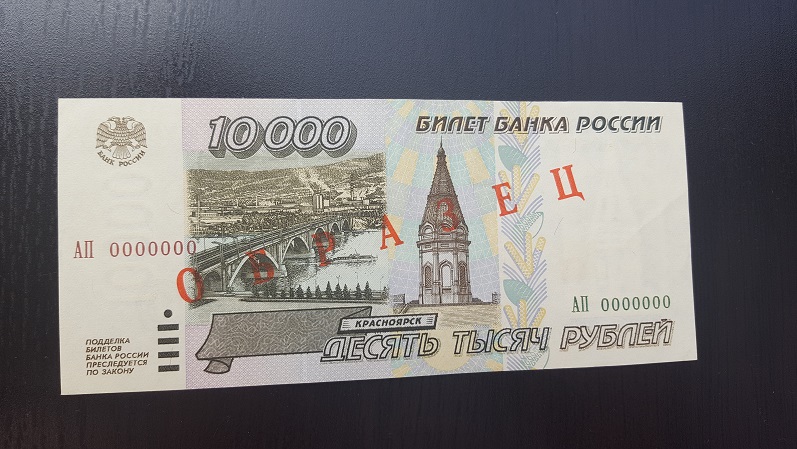 10 000
БИЛЕТ БАНКА РОССИИ
БАНК РОССИИ
АП 0000000
ОБРАЗЕЦ
АП 0000000
КРАСНОЯРСК
ДЕСЯТЬ ТЫСЯЧ РУБЛЕЙ
ПОДДЕЛКА
БИЛЕТОВ
БАНКА РОССИИ
ПРЕСЛЕДУЕТСЯ
ПО ЗАКОНУ